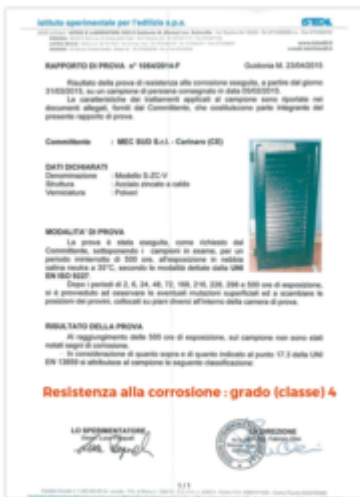 istituto sperimentale per l'edilizia s.p.a.
ISTEDIL
RAPPORTO DI PROVA n° 1054/2014-F
Guidonia M. 23/04/2015
Risultato della prova di resistenza alla corrosione eseguita, a partire dal giorno
31/03/2015, su un campione di persiana consegnato in data 05/03/2015.
Le caratteristiche dei trattamenti applicati al campione sono riportate nei
documenti allegati, forniti dal Committente, che costituiscono parte integrante del
presente rapporto di prova.
Committente : MEC SUD S.r.l. - Carinaro (CE)
DATI DICHIARATI
Denominazione : Modello S-ZC-V
Struttura : Acciaio zincato a caldo
Verniciatura : Polveri
MODALITA' DI PROVA
La prova è stata eseguita, come richiesto dal
Committente, sottoponendo i campioni in esame, per un
periodo ininterrotto di 500 ore, all'esposizione in nebbia
salina neutra a 35°C, secondo le modalità dettate dalla UNI
EN ISO 9227.
Dopo i periodi di 2, 6, 24, 48, 72, 168, 216, 226, e 500 ore di esposizione,
si è provveduto ad osservare le eventuali mutazioni superficiali ed a scambiare le
posizioni dei provini, collocati su piani diversi all'interno della camera di prova.
RISULTATO DELLA PROVA
Al raggiungimento delle 500 ore di esposizione, sul campione non sono stati
notati segni di corrosione.
In considerazione di quanto sopra e di quanto indicato al punto 17.3 della UNI
EN 13659 si attribuisce al campione la seguente classificazione:
Resistenza alla corrosione : grado (classe) 4
LO SPERIMENTATORE
LA DIREZIONE
1/1